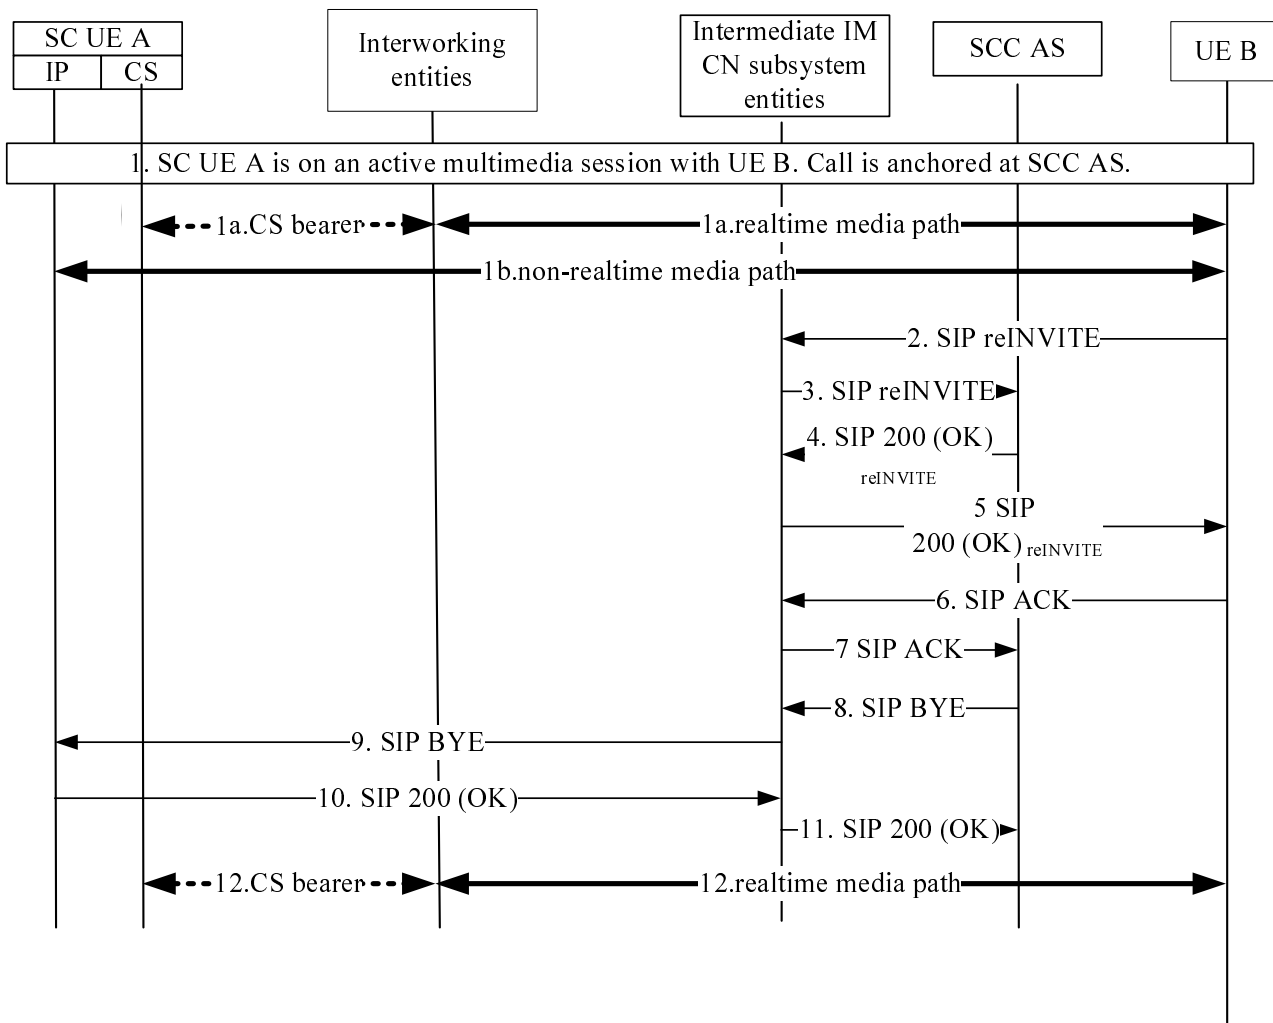 SC UE A
IP
CS
Interworking
entities
Intermediate IM
CN subsystem
entities
SCC AS
UE B
1. SC UE A is on an active multimedia session with UE B. Call is anchored at SCC AS.
1a.CS bearer
1a.realtime media path
1b.non-realtime media path
2. SIP reINVITE
3. SIP reINVITE
4. SIP 200 (OK)
reINVITE
5 SIP
200 (OK) reINVITE
6. SIP ACK
7 SIP ACK
8. SIP BYE
9. SIP BYE
10. SIP 200 (OK)
11. SIP 200 (OK)
12.CS bearer
12.realtime media path